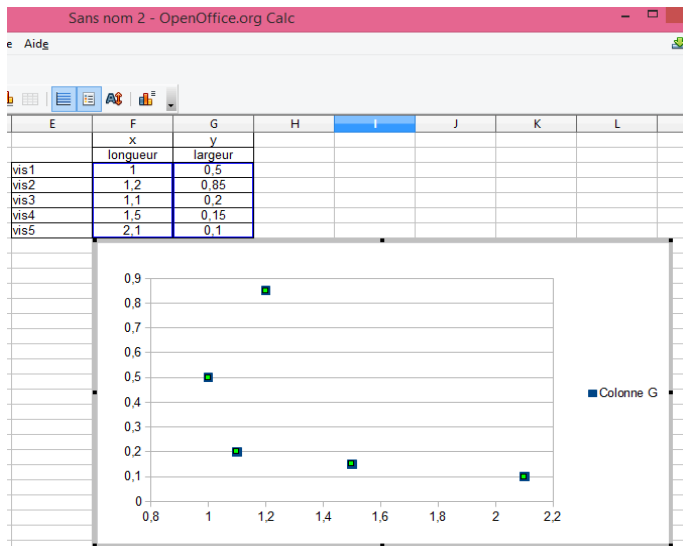 Sans nom 2 - OpenOffice.org Calc
e Aide
E F G H I J K L
x y
longueur largeur
vis1 1 0,5
vis2 1,2 0,85
vis3 1,1 0,2
vis4 1,5 0,15
vis5 2,1 0,1
0,9
0,8
0,7
0,6
0,5
Colonne G
0,4
0,3
0,2
0,1
0
0,8 1 1,2 1,4 1,6 1,8 2 2,2